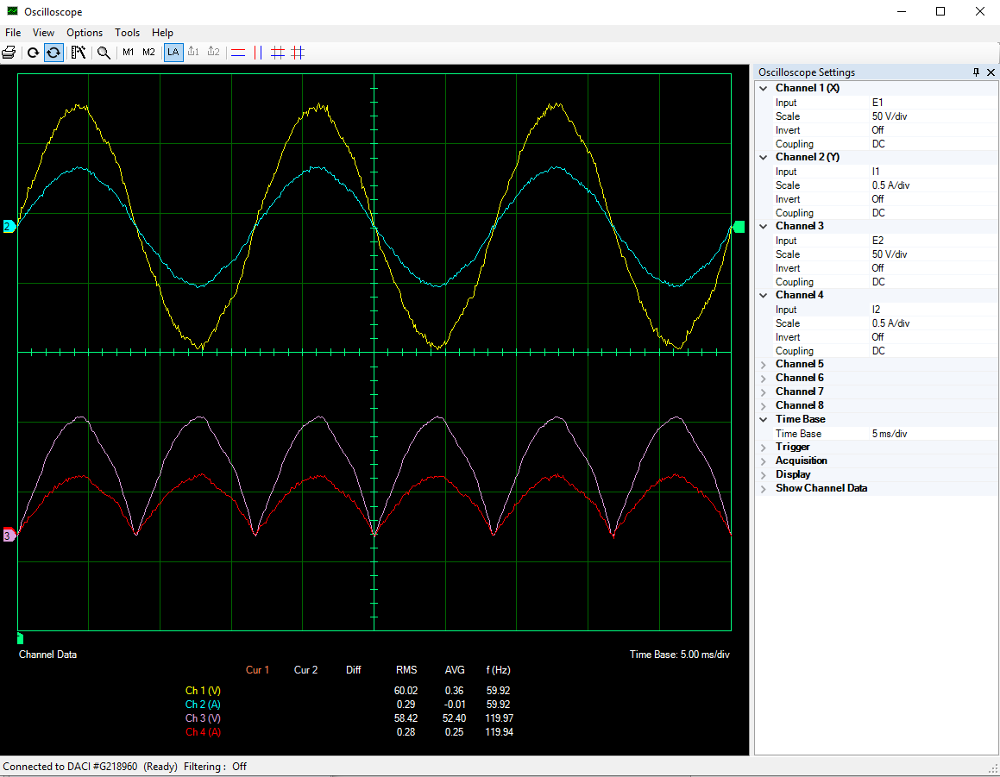 Oscilloscope
File View Options Tools Help
M1 M2 LA 1 2
Oscilloscope Settings
Channel 1 (X)
Input E1
Scale 50 V/div
Invert Off
Coupling DC
Channel 2 (Y)
Input I1
Scale 0.5 A/div
Invert Off
Coupling DC
Channel 3
Input E2
Scale 50 V/div
Invert Off
Coupling DC
Channel 4
Input I2
Scale 0.5 A/div
Invert Off
Coupling DC
Channel 5
Channel 6
Channel 7
Channel 8
Time Base
Time Base 5 ms/div
Trigger
Acquisition
Display
Show Channel Data
2
3
Channel Data Time Base: 5.00 ms/div
Cur 1 Cur 2 Diff RMS AVG f (Hz)
Ch 1 (V) 60.02 0.36 59.92
Ch 2 (A) 0.29 -0.01 59.92
Ch 3 (V) 58.42 52.40 119.97
Ch 4 (A) 0.28 0.25 119.94
Connected to DACI #G218960 (Ready) Filtering : Off